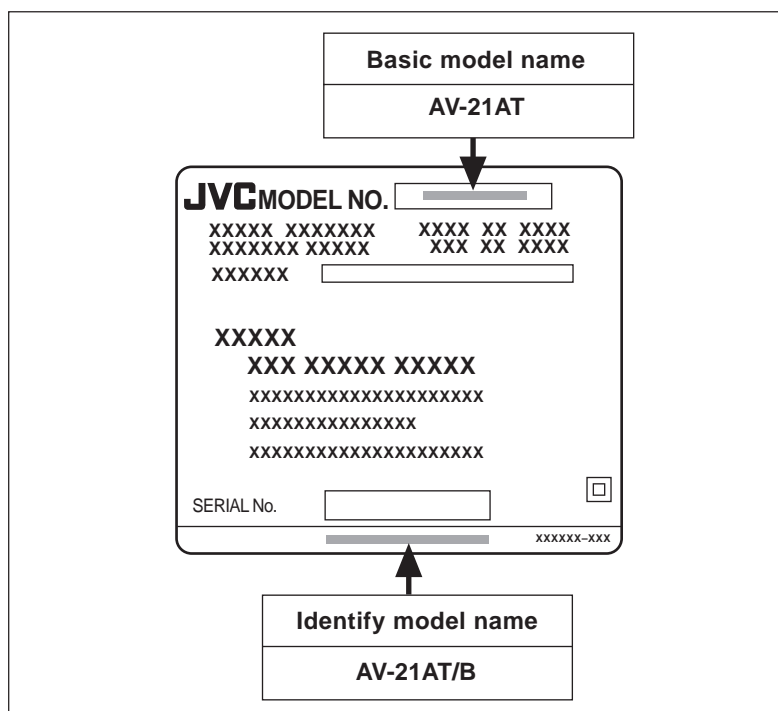 Basic model name
AV-21AT
JVC MODEL NO.
XXXXX XXXXXXX XXXX XX XXXX
XXXXXXX XXXXX XXX XX XXXX
XXXXXX
XXXXX
XXX XXXXX XXXXX
XXXXXXXXXXXXXXXXXXXXX
XXXXXXXXXXXXXXX
XXXXXXXXXXXXXXXXXXXXX
SERIAL No.
XXXXXX–XXX
Identify model name
AV-21AT/B